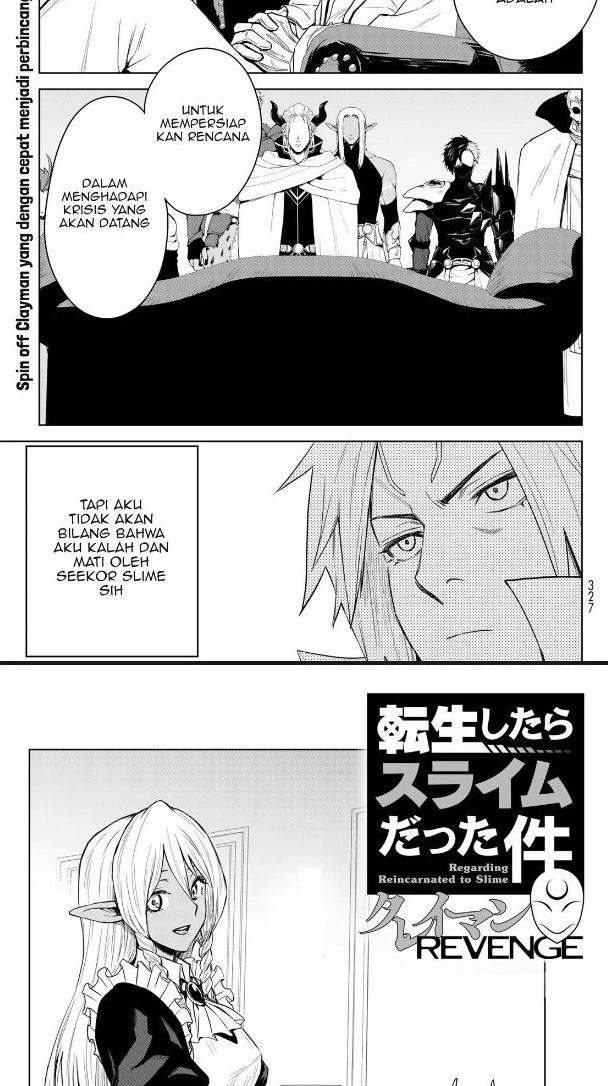 ADALAH
Spin off Clayman yang dengan cepat menjadi perbincang
UNTUK
MEMPERSIAP
KAN RENCANA
DALAM
MENGHADAPI
KRISIS YANG
AKAN DATANG
TAPI AKU
TIDAK AKAN
BILANG BAHWA
AKU KALAH DAN
MATI OLEH
SEEKOR SLIME
SIH
327
転生したら
スライム
だった件
Regarding
Reincarnated to Slime
クレイマン
REVENGE